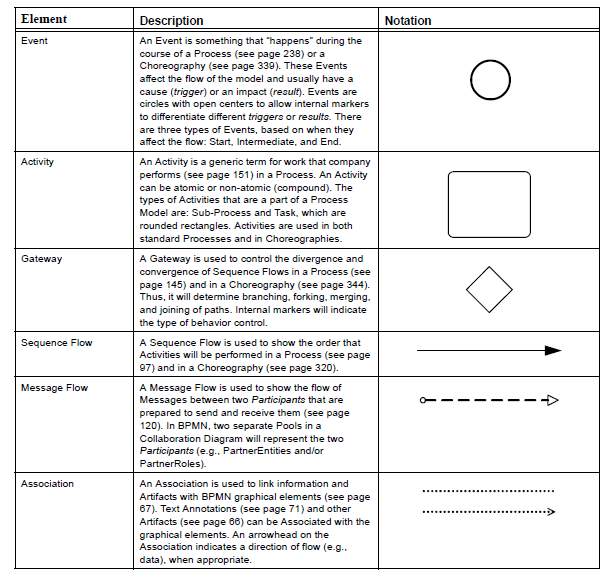 Element Description Notation
Event
An Event is something that “happens” during the
course of a Process (see page 238) or a
Choreography (see page 339). These Events
affect the flow of the model and usually have a
cause (trigger) or an impact (result). Events are
circles with open centers to allow internal markers
to differentiate different triggers or results. There
are three types of Events, based on when they
affect the flow: Start, Intermediate, and End.
Activity
An Activity is a generic term for work that company
performs (see page 151) in a Process. An Activity
can be atomic or non-atomic (compound). The
types of Activities that are a part of a Process
Model are: Sub-Process and Task, which are
rounded rectangles. Activities are used in both
standard Processes and in Choreographies.
Gateway
A Gateway is used to control the divergence and
convergence of Sequence Flows in a Process (see
page 145) and in a Choreography (see page 344).
Thus, it will determine branching, forking, merging,
and joining of paths. Internal markers will indicate
the type of behavior control.
Sequence Flow
A Sequence Flow is used to show the order that
Activities will be performed in a Process (see page
97) and in a Choreography (see page 320).
Message Flow
A Message Flow is used to show the flow of
Messages between two Participants that are
prepared to send and receive them (see page
120). In BPMN, two separate Pools in a
Collaboration Diagram will represent the two
Participants (e.g., PartnerEntities and/or
PartnerRoles).
Association
An Association is used to link information and
Artifacts with BPMN graphical elements (see page
67). Text Annotations (see page 71) and other
Artifacts (see page 66) can be Associated with the
graphical elements. An arrowhead on the
Association indicates a direction of flow (e.g.,
data), when appropriate.